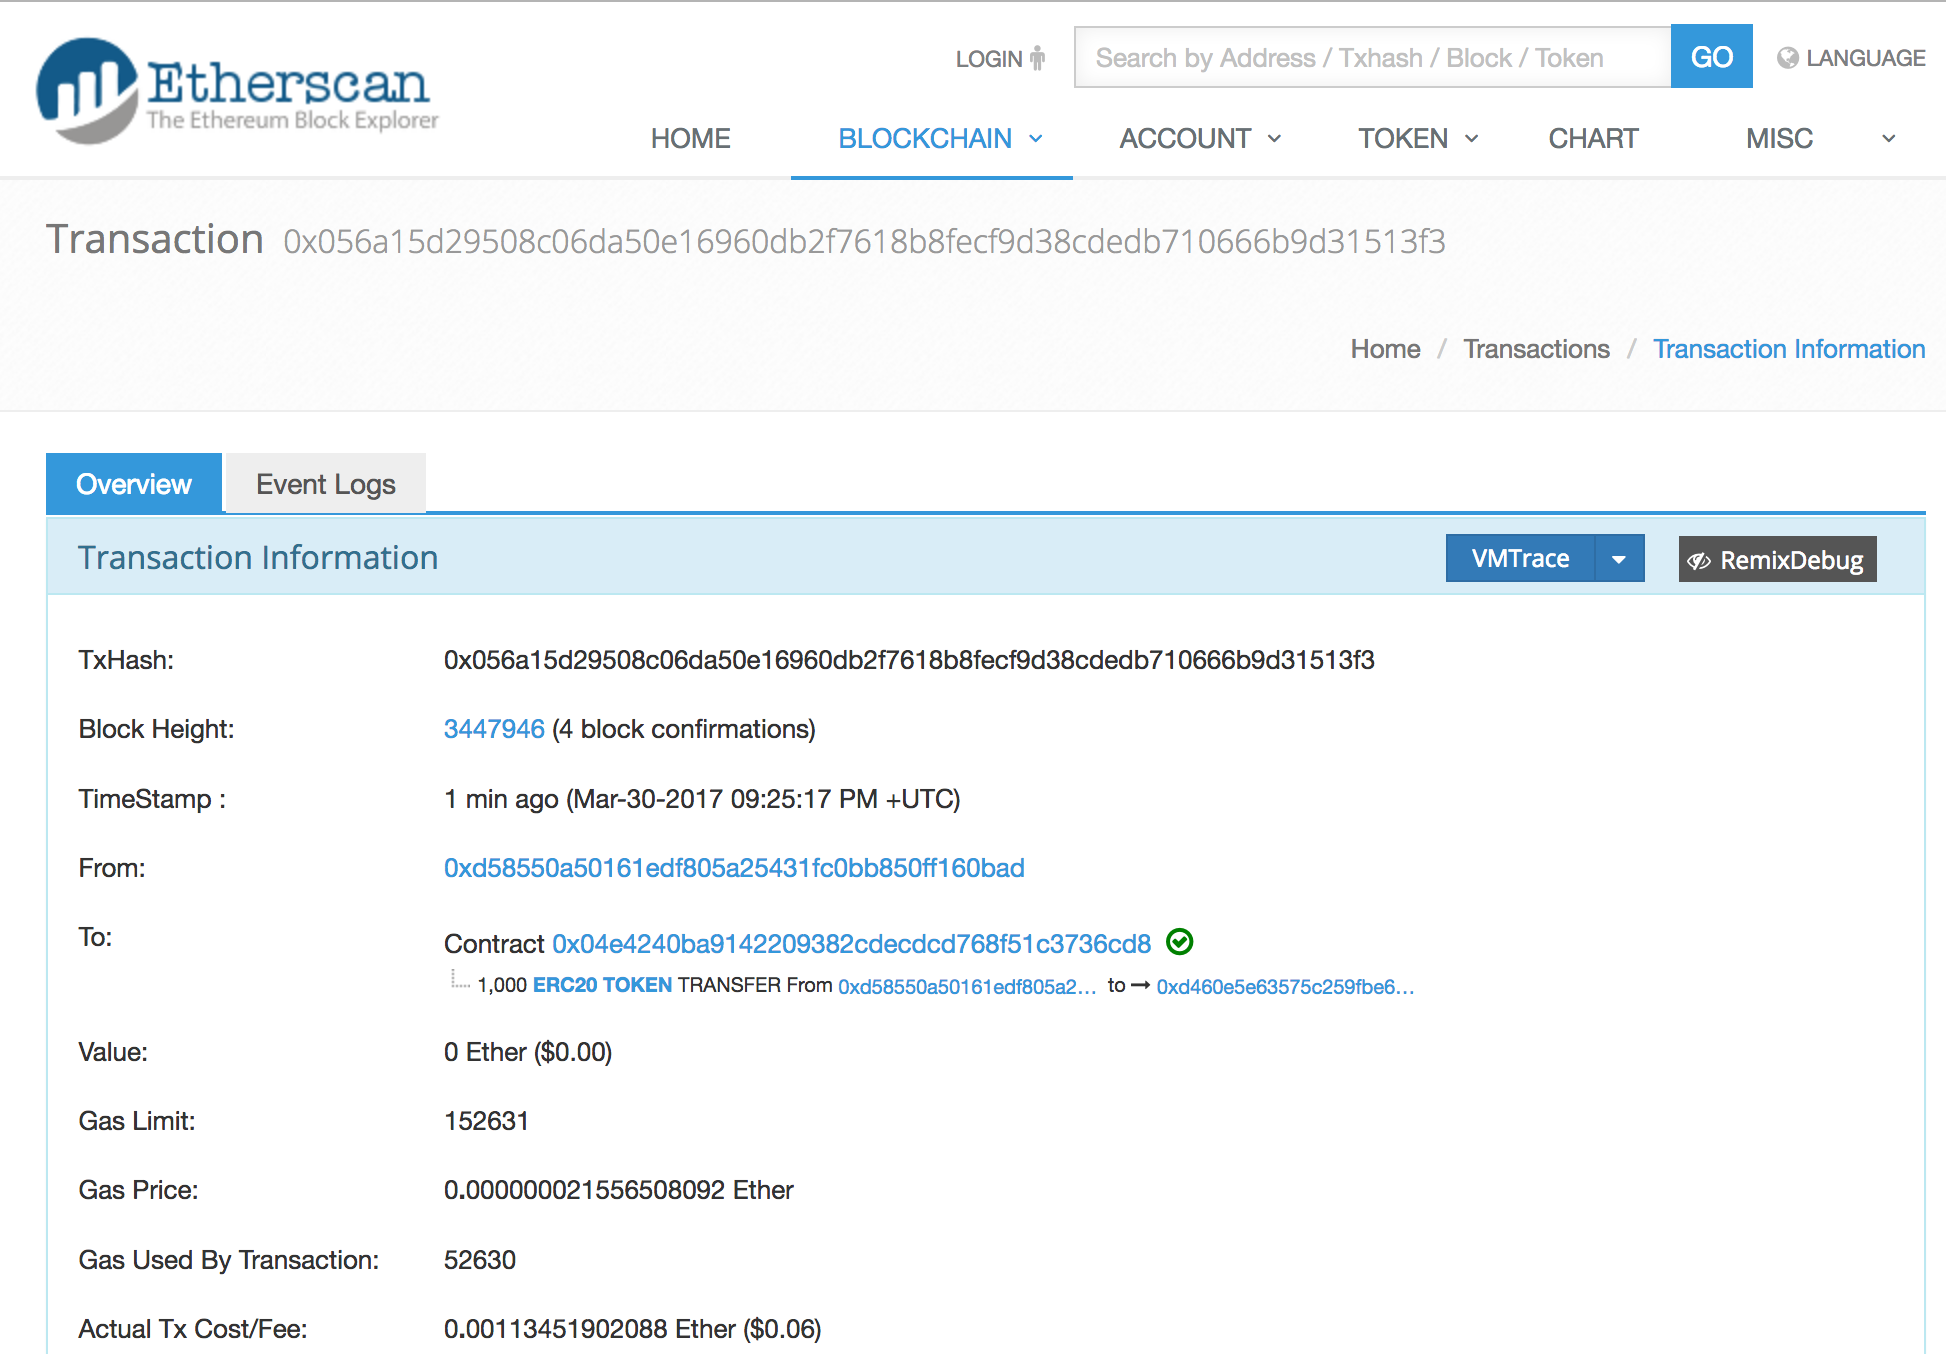 Etherscan
The Ethereum Block Explorer
LOGIN
Search by Address / Txhash / Block / Token
GO
LANGUAGE
HOME
BLOCKCHAIN
ACCOUNT
TOKEN
CHART
MISC
Transaction 0x056a15d29508c06da50e16960db2f7618b8fecf9d38cdedb710666b9d31513f3
Home / Transactions / Transaction Information
Overview
Event Logs
Transaction Information
VMTrace
RemixDebug
TxHash: 0x056a15d29508c06da50e16960db2f7618b8fecf9d38cdedb710666b9d31513f3
Block Height: 3447946 (4 block confirmations)
TimeStamp : 1 min ago (Mar-30-2017 09:25:17 PM +UTC)
From: 0xd58550a50161edf805a25431fc0bb850ff160bad
To: Contract 0x04e4240ba9142209382cdecdcd768f51c3736cd8
1,000 ERC20 TOKEN TRANSFER From 0xd58550a50161edf805a2... to → 0xd460e5e63575c259fbe6...
Value: 0 Ether ($0.00)
Gas Limit: 152631
Gas Price: 0.000000021556508092 Ether
Gas Used By Transaction: 52630
Actual Tx Cost/Fee: 0.00113451902088 Ether ($0.06)